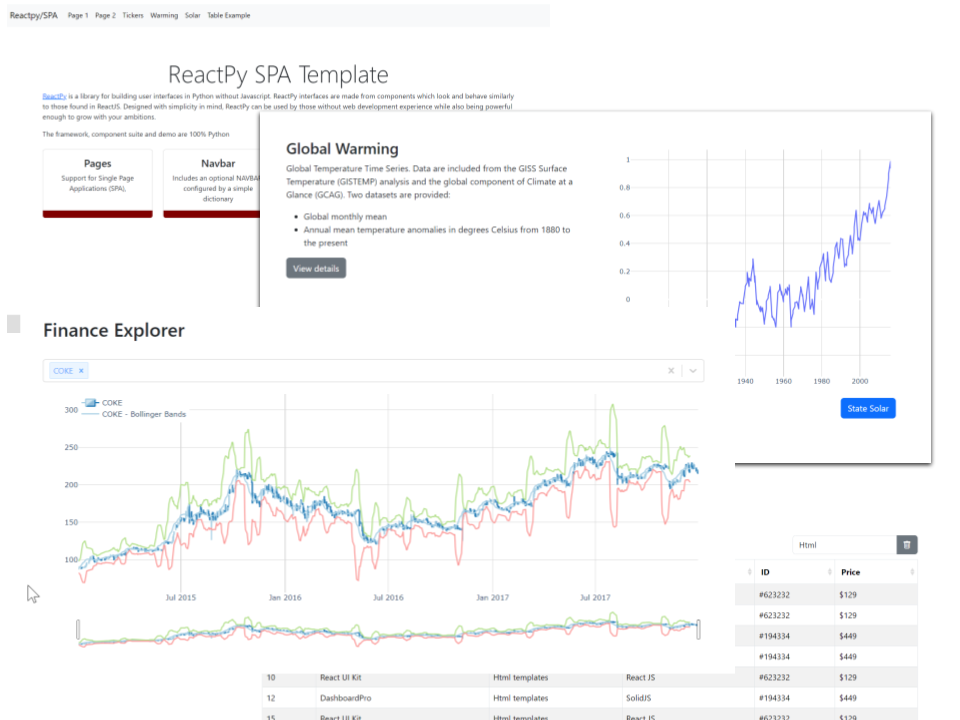 Reactpy/SPA Page 1 Page 2 Tickers Warming Solar Table Example
ReactPy SPA Template
ReactPy is a library for building user interfaces in Python without Javascript. ReactPy interfaces are made from components which look and behave similarly
to those found in ReactJS. Designed with simplicity in mind, ReactPy can be used by those without web development experience while also being powerful
enough to grow with your ambitions.
The framework, component suite and demo are 100% Python
Pages
Support for Single Page
Applications (SPA),
Navbar
Includes an optional NAVBAR
configured by a simple
dictionary
Global Warming
Global Temperature Time Series. Data are included from the GISS Surface
Temperature (GISTEMP) analysis and the global component of Climate at a
Glance (GCAG). Two datasets are provided:
Global monthly mean
Annual mean temperature anomalies in degrees Celsius from 1880 to
the present
View details
1
0.8
0.6
0.4
0.2
0
1940 1960 1980 2000
State Solar
Finance Explorer
COKE ×
COKE
COKE - Bollinger Bands
300
250
200
150
100
Jul 2015 Jan 2016 Jul 2016 Jan 2017 Jul 2017
Html
ID Price
#623232 $129
#623232 $129
#194334 $449
#194334 $449
10 React UI Kit Html templates React JS #623232 $129
12 DashboardPro Html templates SolidJS #194334 $449
15 React UI Kit Html templates React JS #623232 $129